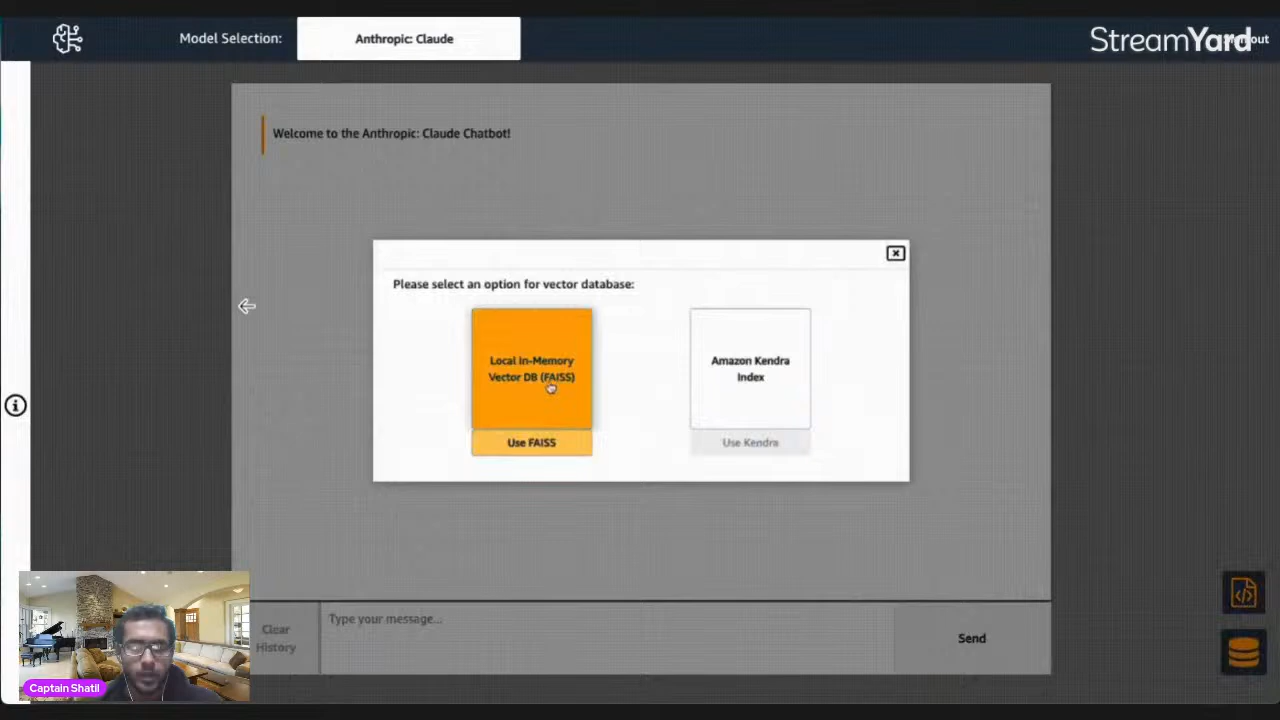 Model Selection:
Anthropic: Claude
StreamYard
Welcome to the Anthropic: Claude Chatbot!
Please select an option for vector database:
Local In-Memory
Vector DB (FAISS)
Use FAISS
Amazon Kendra
Index
Use Kendra
Clear
History
Type your message...
Send
Captain Shatil